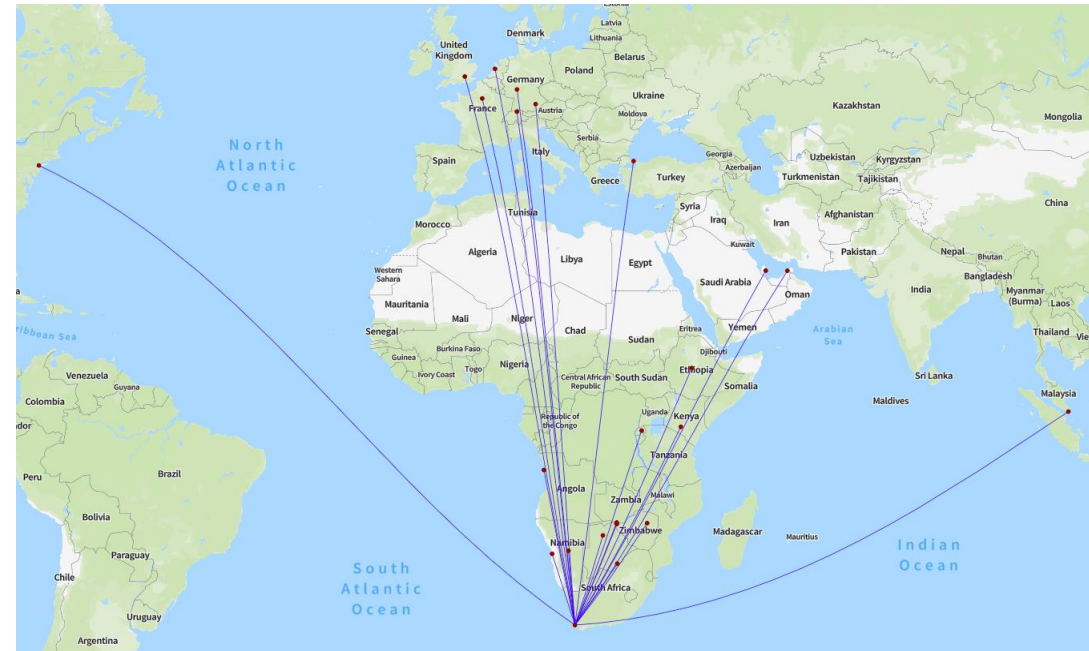 Estonia
Latvia
Denmark
Lithuania
United
Kingdom
Belarus
Poland
Germany
Ukraine
Kazakhstan
France
Austria
Moldova
Mongolia
North
Atlantic
Ocean
Serbia
Italy
Spain
Georgia
Uzbekistan
Kyrgyzstan
Azerbaijan
Greece
Turkey
Turkmenistan
Tajikistan
Syria
China
Tunisia
Iraq
Iran
Afghanistan
Morocco
Kuwait
Algeria
Libya
Egypt
Pakistan
Nepal
Bhutan
Western
Sahara
Saudi Arabia
Bangladesh
India
Oman
Myanmar
(Burma)
Laos
Mauritania
Mali
Niger
Chad
Yemen
Eritrea
Arabian
Sea
Senegal
Sudan
Thailand
Vie
ribbean Sea
Burkina Faso
Djibouti
Guinea
Togo
Nigeria
Ivory Coast
Central African
Republic
South Sudan
Ethiopia
Somalia
Sri Lanka
Venezuela
Guyana
Colombia
Maldives
Malaysia
Uganda
Kenya
Republic of
the Congo
dor
Tanzania
Peru
Brazil
Angola
Zambia
Malawi
Bolivia
Zimbabwe
Madagascar
Mauritius
Namibia
Indian
Ocean
Paraguay
South
Atlantic
Ocean
Chile
South Africa
Uruguay
Argentina